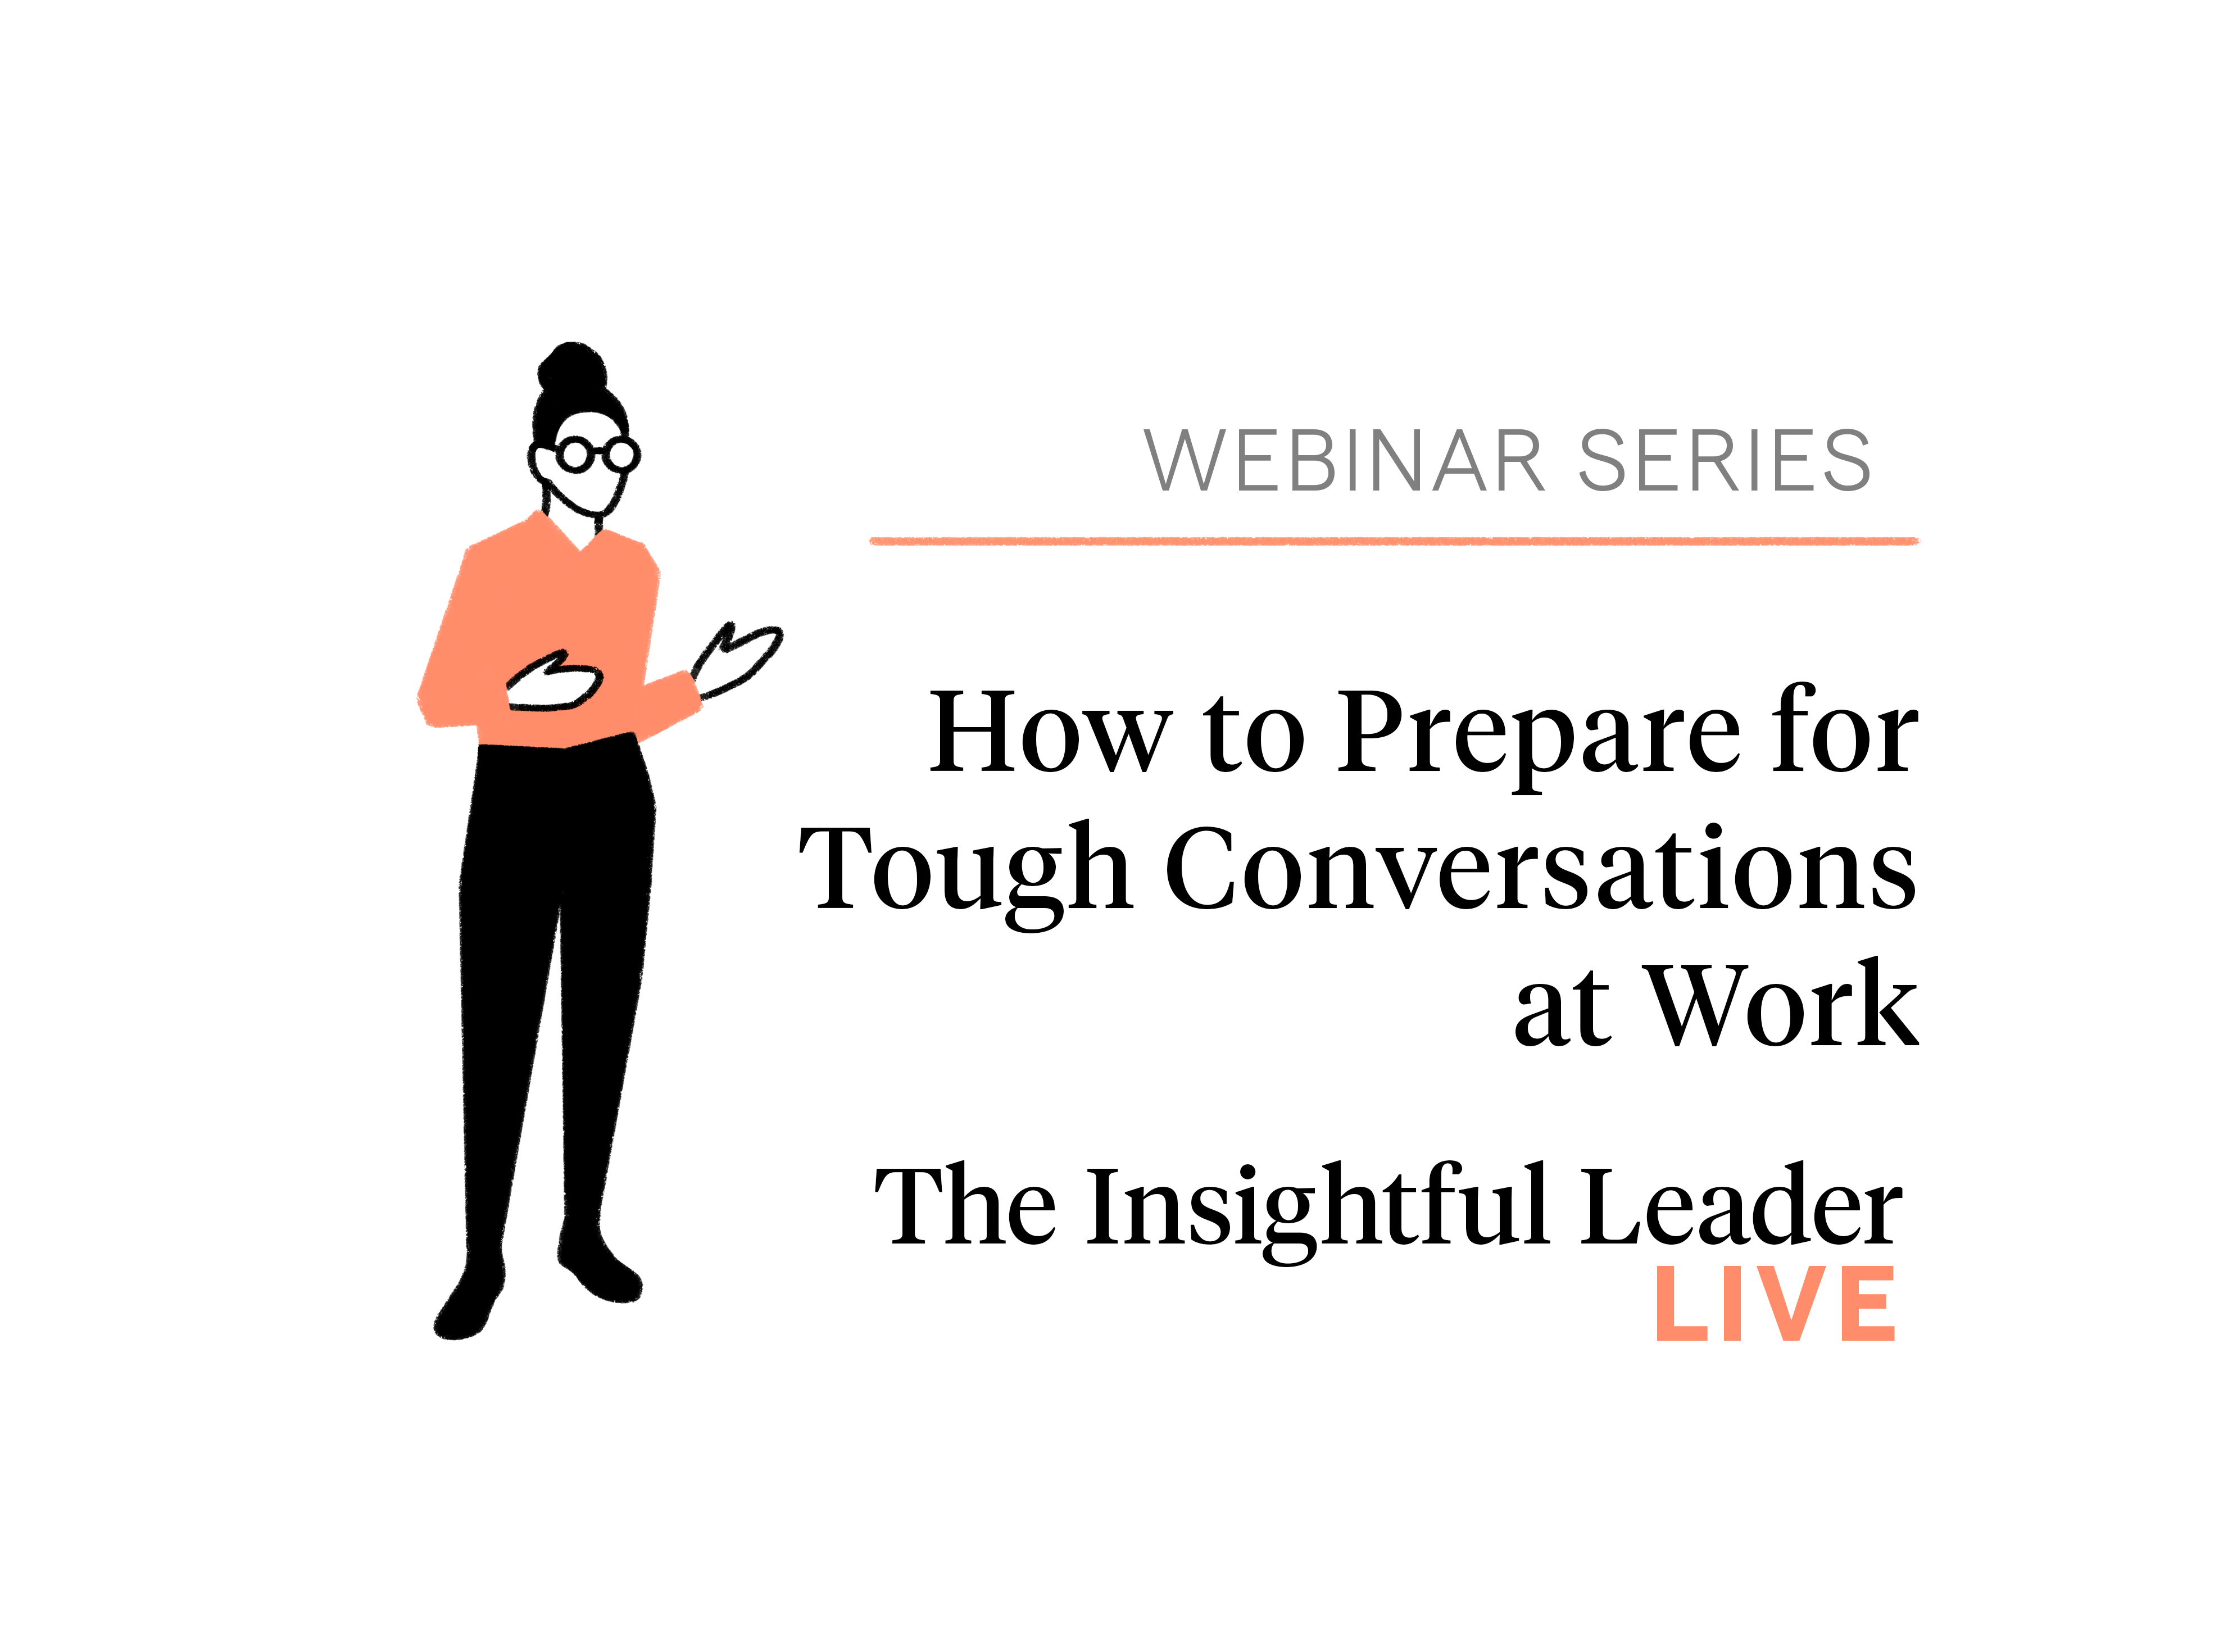 WEBINAR SERIES
How to Prepare for
Tough Conversations
at Work
The Insightful Leader
LIVE